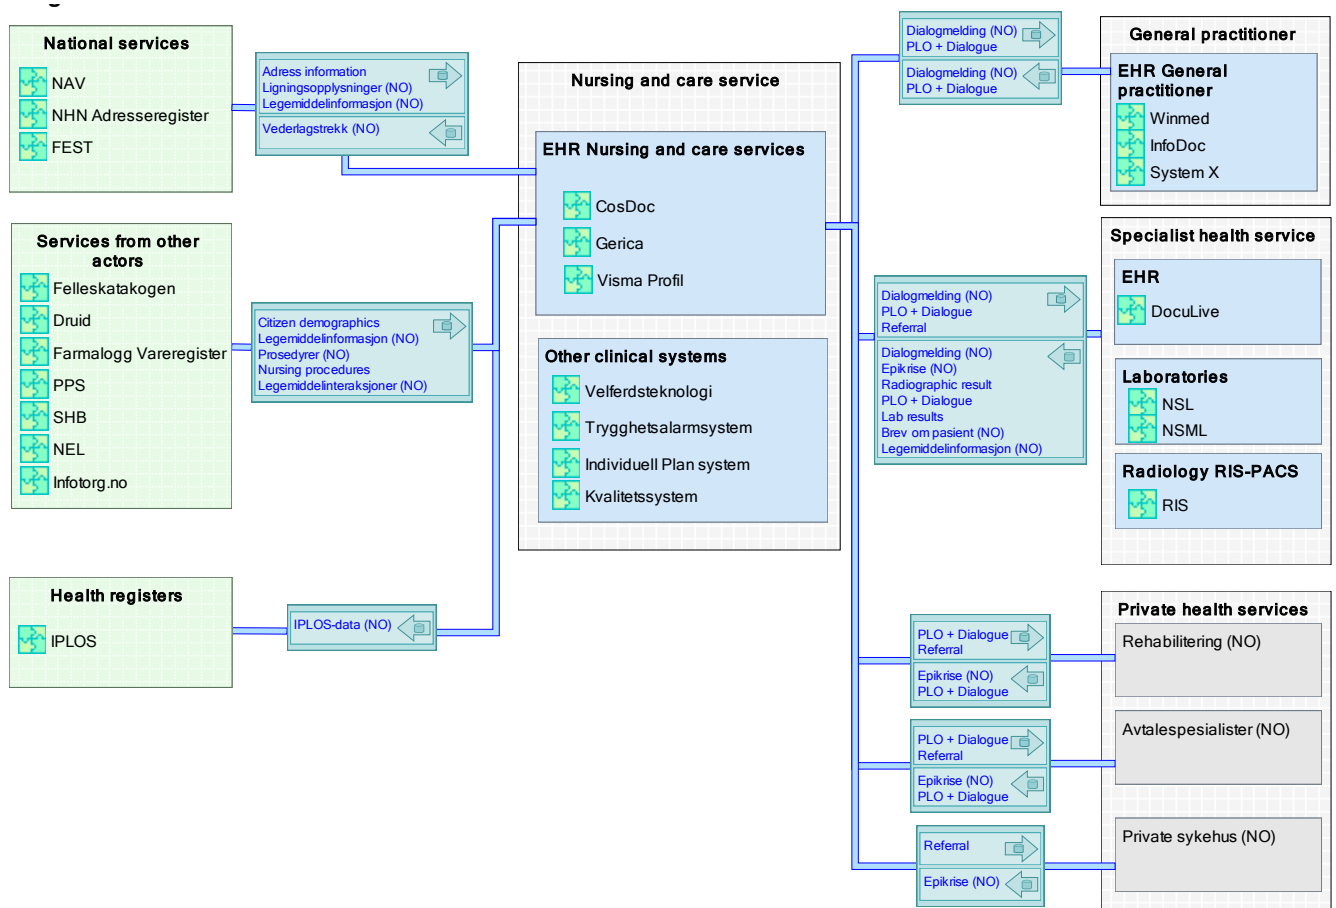 National services
NAV
NHN Adresseregister
FEST
Adress information
Ligningsopplysninger (NO)
Legemiddelinformasjon (NO)
Vederlagstrekk (NO)
Services from other
actors
Felleskatakogen
Druid
Farmalogg Vareregister
PPS
SHB
NEL
Infotorg.no
Citizen demographics
Legemiddelinformasjon (NO)
Prosedyrer (NO)
Nursing procedures
Legemiddelinteraksjoner (NO)
Health registers
IPLOS
IPLOS-data (NO)
Nursing and care service
EHR Nursing and care services
CosDoc
Gerica
Visma Profil
Other clinical systems
Velferdsteknologi
Trygghetsalarmsystem
Individuell Plan system
Kvalitetssystem
Dialogmelding (NO)
PLO + Dialogue
Dialogmelding (NO)
PLO + Dialogue
General practitioner
EHR General
practitioner
Winmed
InfoDoc
System X
Dialogmelding (NO)
PLO + Dialogue
Referral
Dialogmelding (NO)
Epikrise (NO)
Radiographic result
PLO + Dialogue
Lab results
Brev om pasient (NO)
Legemiddelinformasjon (NO)
Specialist health service
EHR
DocuLive
Laboratories
NSL
NSML
Radiology RIS-PACS
RIS
PLO + Dialogue
Referral
Epikrise (NO)
PLO + Dialogue
PLO + Dialogue
Referral
Epikrise (NO)
PLO + Dialogue
Referral
Epikrise (NO)
Private health services
Rehabilitering (NO)
Avtalespesialister (NO)
Private sykehus (NO)